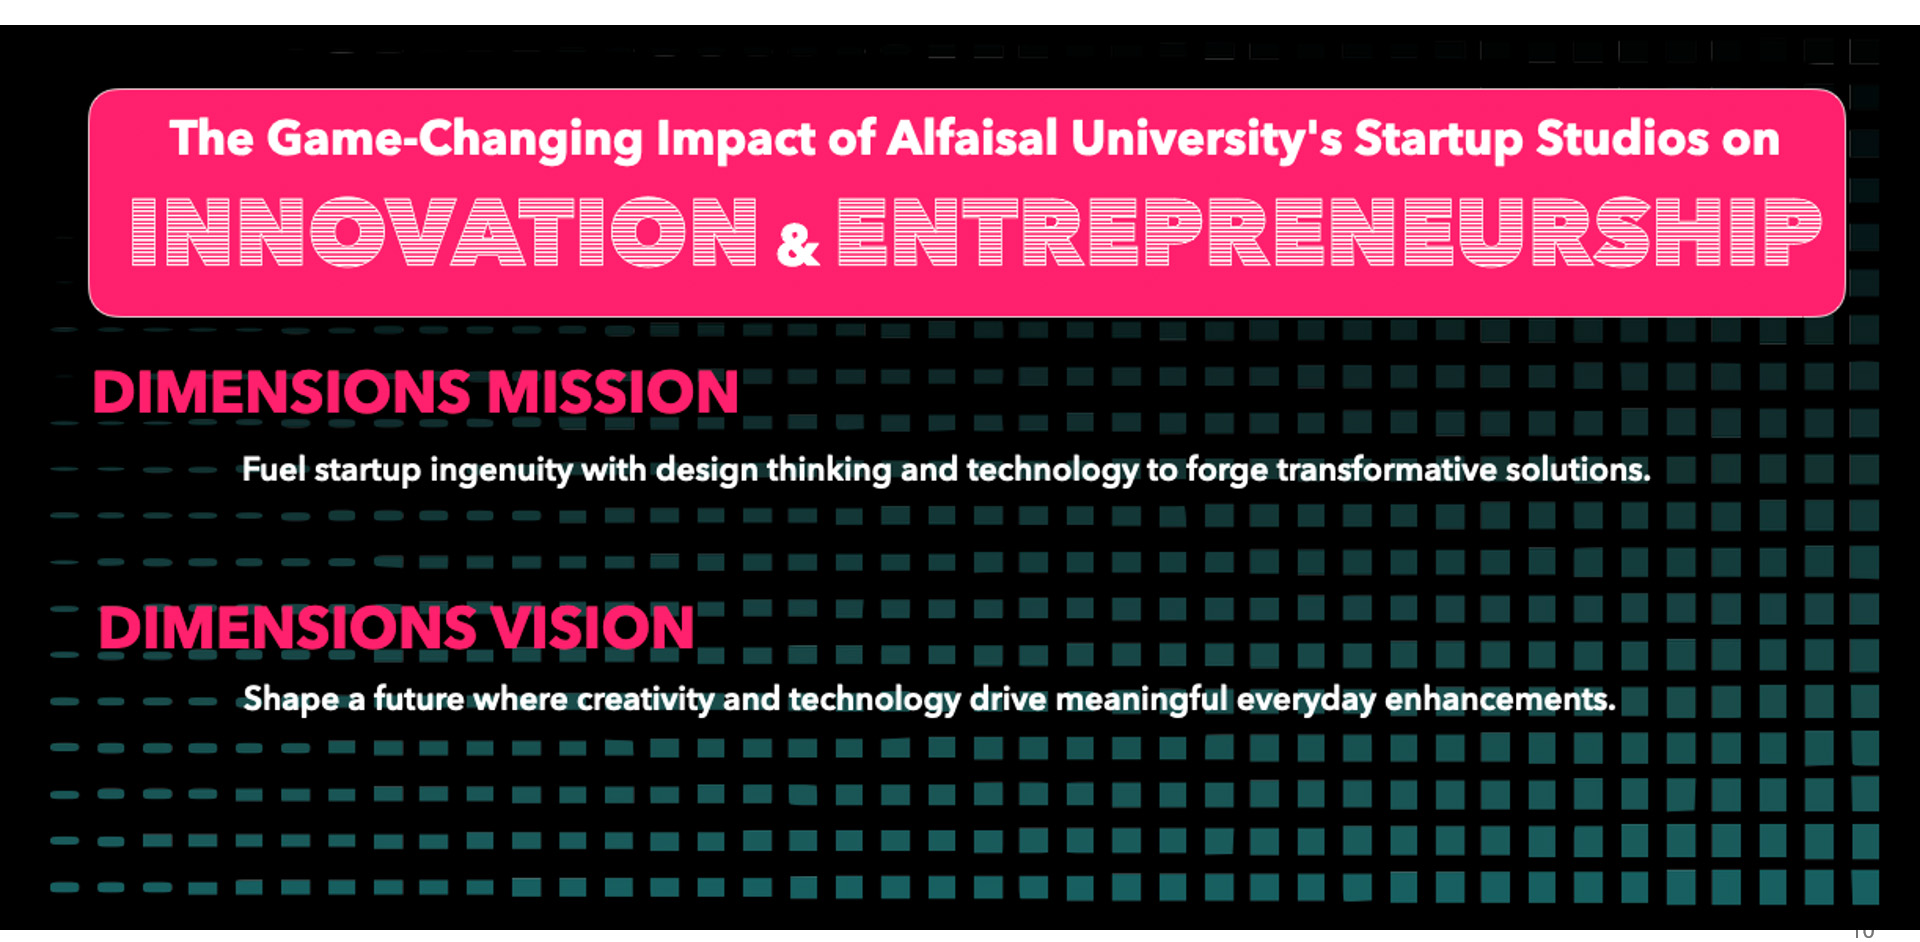 The Game-Changing Impact of Alfaisal University's Startup Studios on
INNOVATION & ENTREPRENEURSHIP
DIMENSIONS MISSION
Fuel startup ingenuity with design thinking and technology to forge transformative solutions.
DIMENSIONS VISION
Shape a future where creativity and technology drive meaningful everyday enhancements.